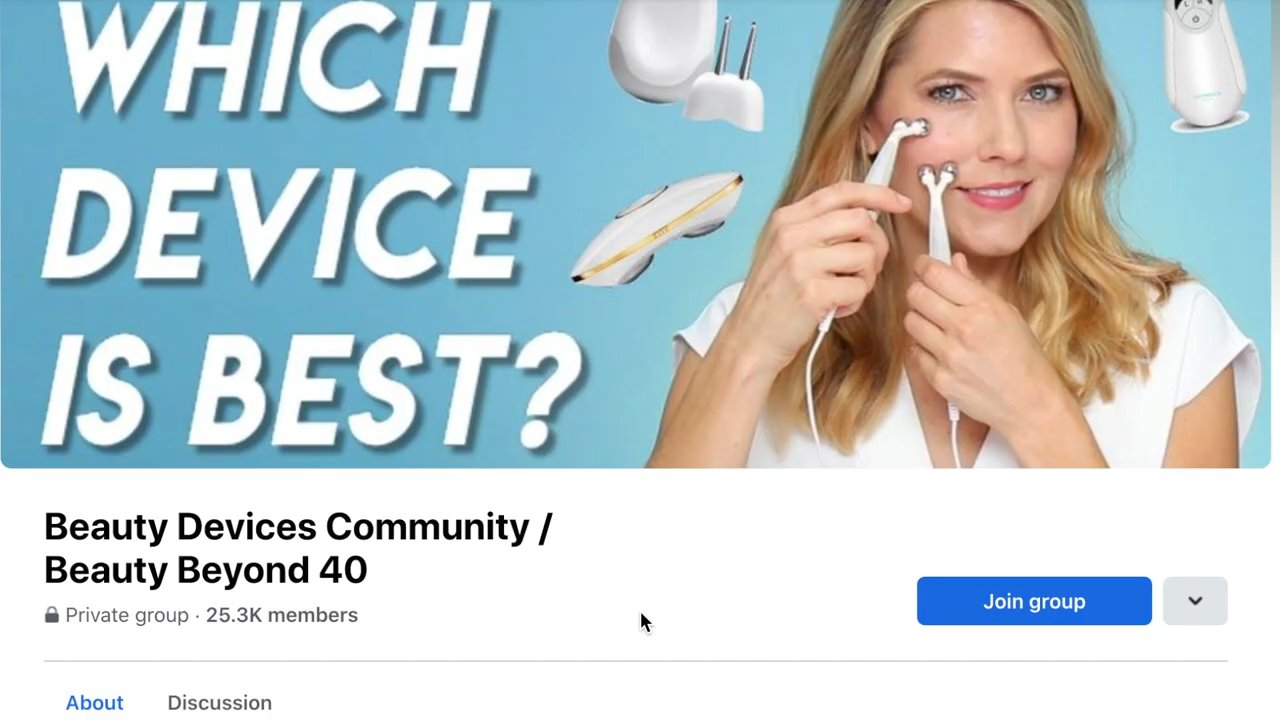 WHICH
DEVICE
IS BEST?
Beauty Devices Community /
Beauty Beyond 40
Private group · 25.3K members
Join group
About
Discussion